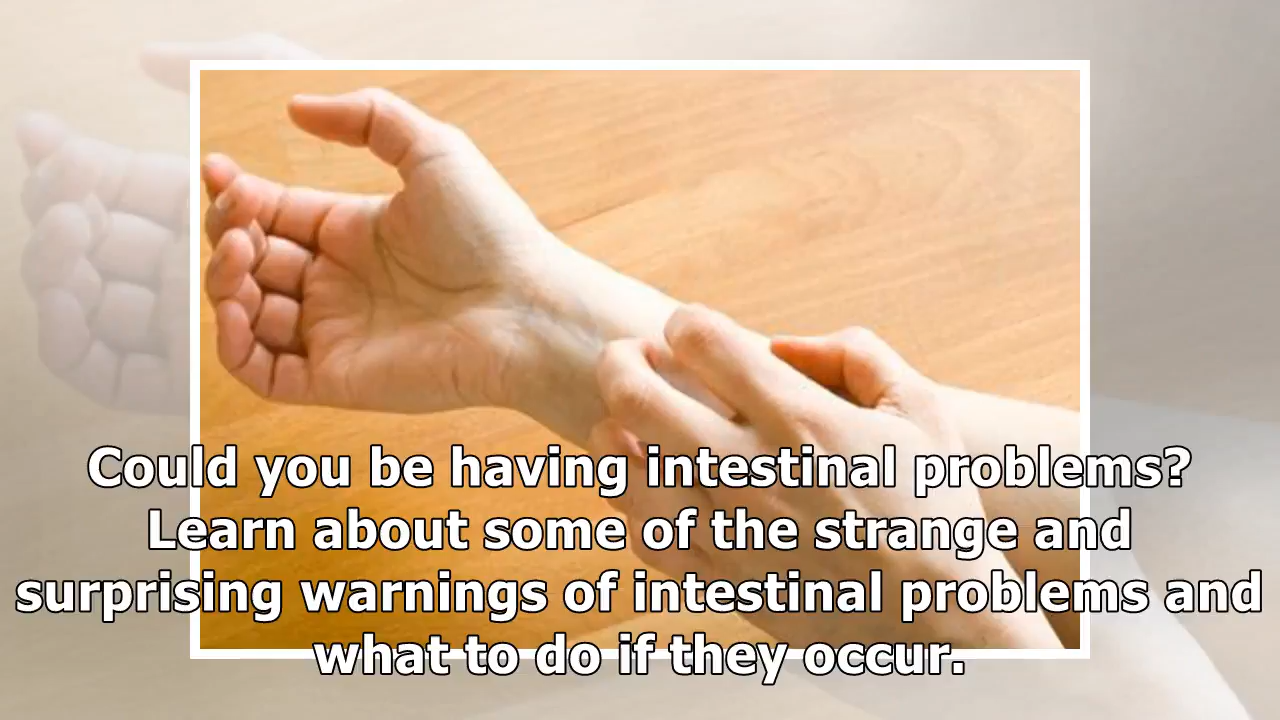 Could you be having intestinal problems?
Learn about some of the strange and
surprising warnings of intestinal problems and
what to do if they occur.